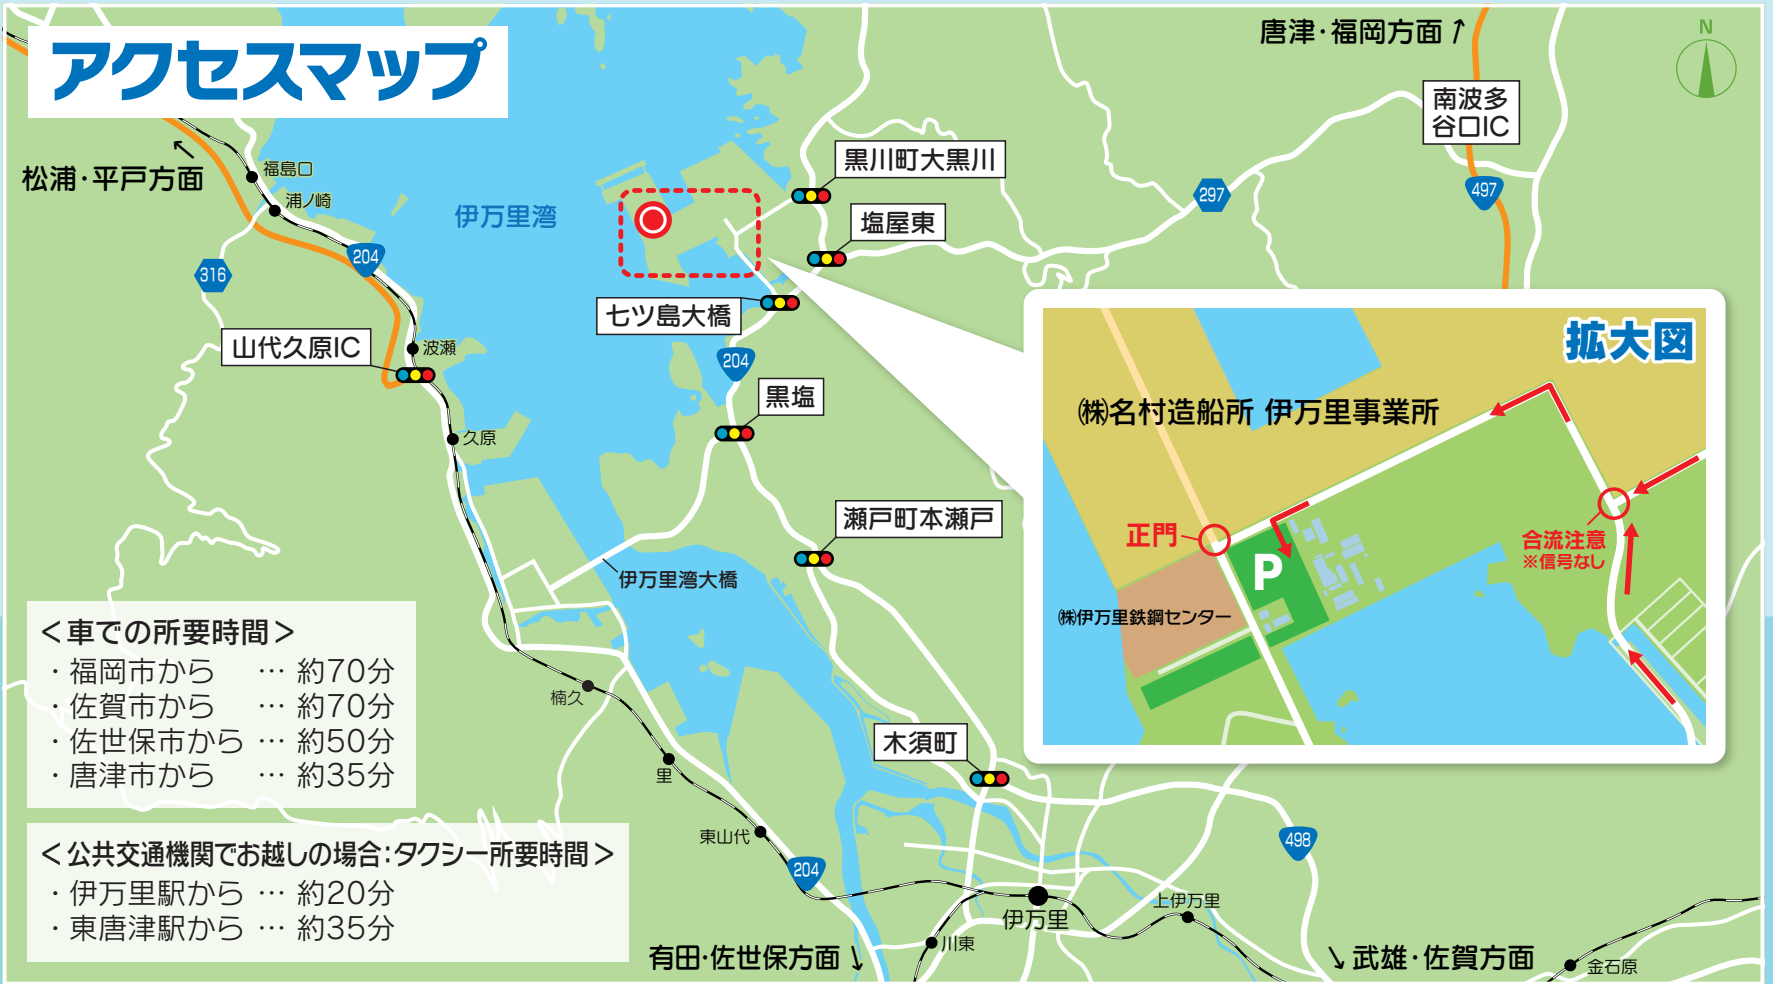 アクセスマップ
唐津・福岡方面↑
N
南波多
谷口IC
497
297
黒川町大黒川
塩屋東
松浦・平戸方面
福島口
浦ノ崎
204
316
伊万里湾
七ツ島大橋
山代久原IC
波瀬
204
黒塩
久原
瀬戸町本瀬戸
伊万里湾大橋
拡大図
㈱名村造船所 伊万里事業所
正門
P
合流注意
※信号なし
㈱伊万里鉄鋼センター
＜車での所要時間＞
・福岡市から … 約70分
・佐賀市から … 約70分
・佐世保市から … 約50分
・唐津市から … 約35分
楠久
里
木須町
東山代
204
498
＜公共交通機関でお越しの場合：タクシー所要時間＞
・伊万里駅から … 約20分
・東唐津駅から … 約35分
伊万里
上伊万里
川東
有田・佐世保方面↓
↘武雄・佐賀方面
金石原